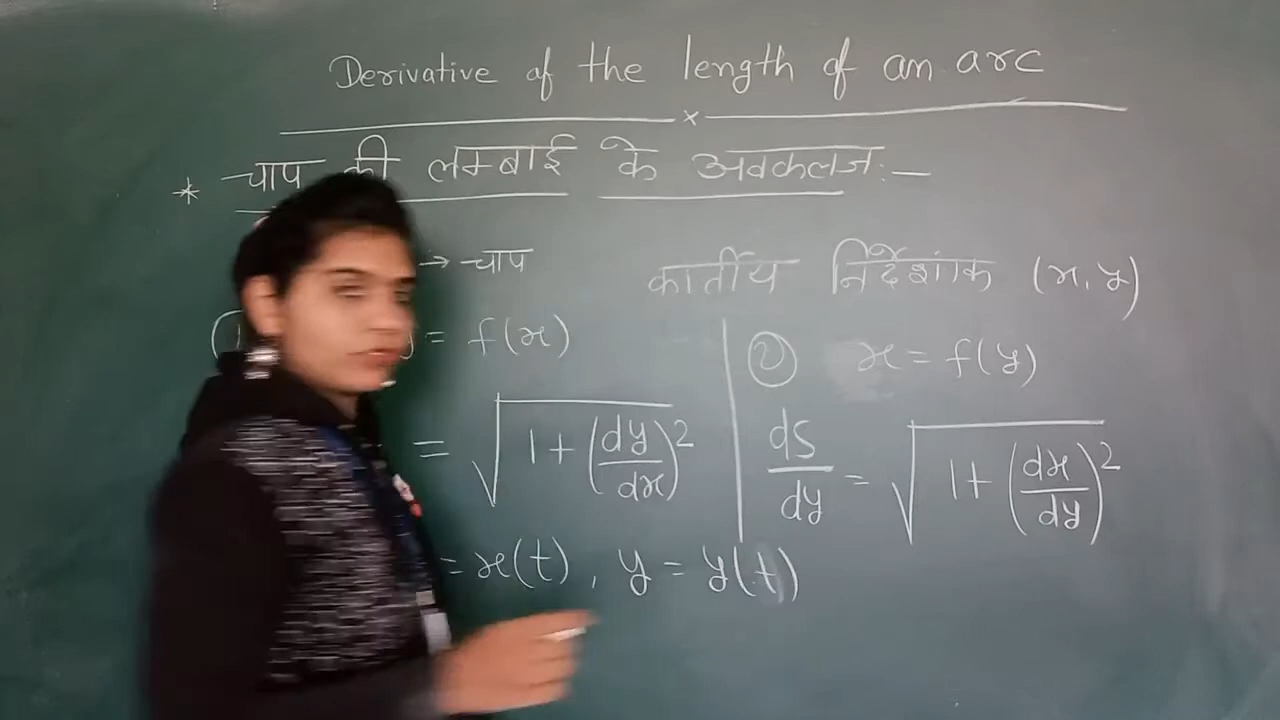 Derivative of the length of an arc
* चाप की लम्बाई के अवकलज :—
→ चाप
कार्तीय निर्देशांक (x, y)
= f(x)
② x = f(y)
= √(1 + (dy/dx)²)
ds/dy = √(1 + (dx/dy)²)
= x(t), y = y(t)